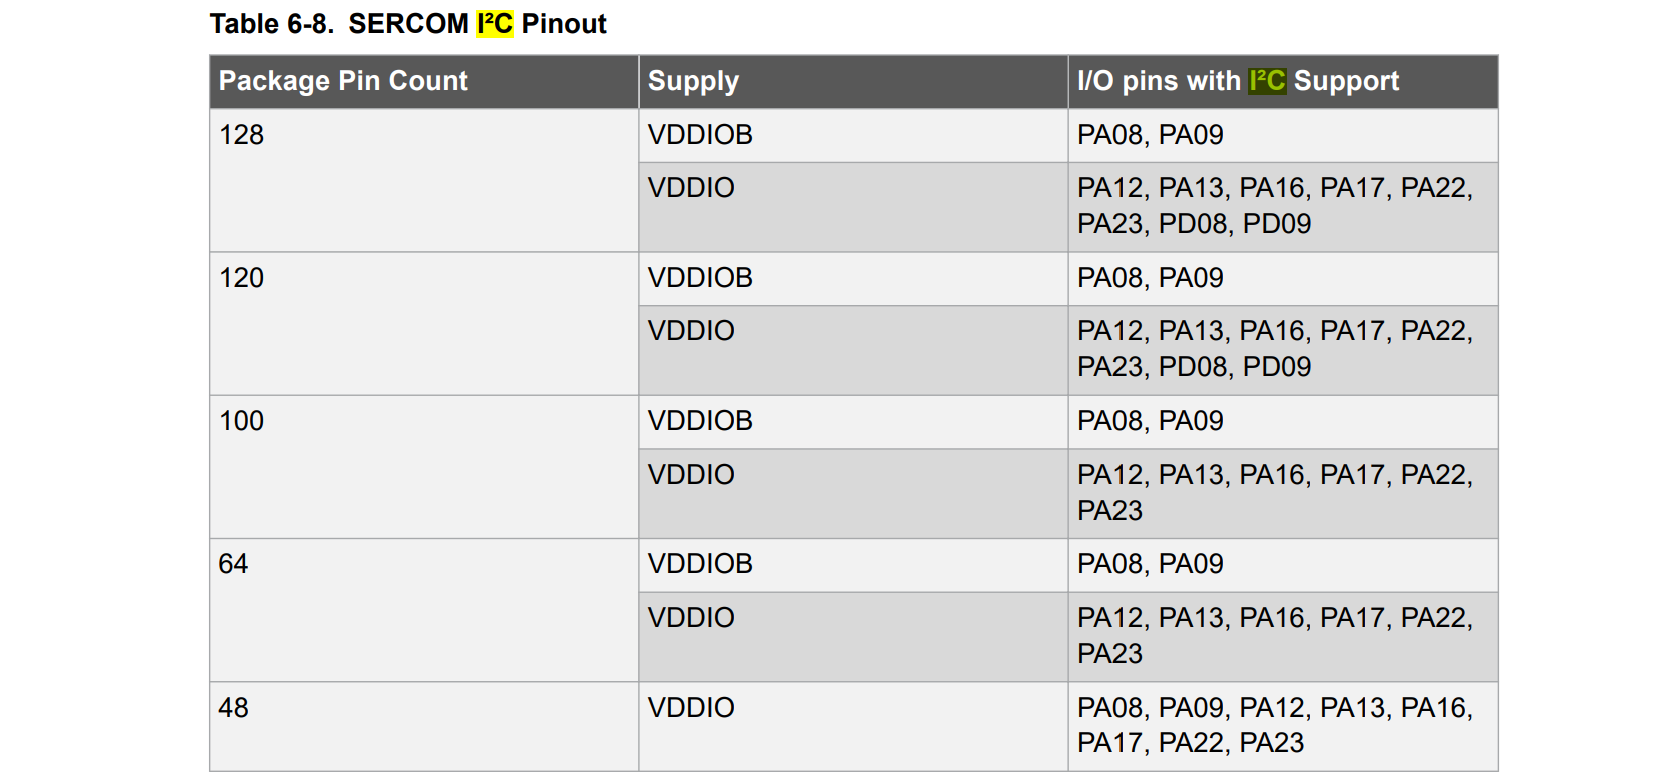 Table 6-8. SERCOM I²C Pinout
Package Pin Count Supply I/O pins with I²C Support
128 VDDIOB PA08, PA09
VDDIO PA12, PA13, PA16, PA17, PA22,
PA23, PD08, PD09
120 VDDIOB PA08, PA09
VDDIO PA12, PA13, PA16, PA17, PA22,
PA23, PD08, PD09
100 VDDIOB PA08, PA09
VDDIO PA12, PA13, PA16, PA17, PA22,
PA23
64 VDDIOB PA08, PA09
VDDIO PA12, PA13, PA16, PA17, PA22,
PA23
48 VDDIO PA08, PA09, PA12, PA13, PA16,
PA17, PA22, PA23